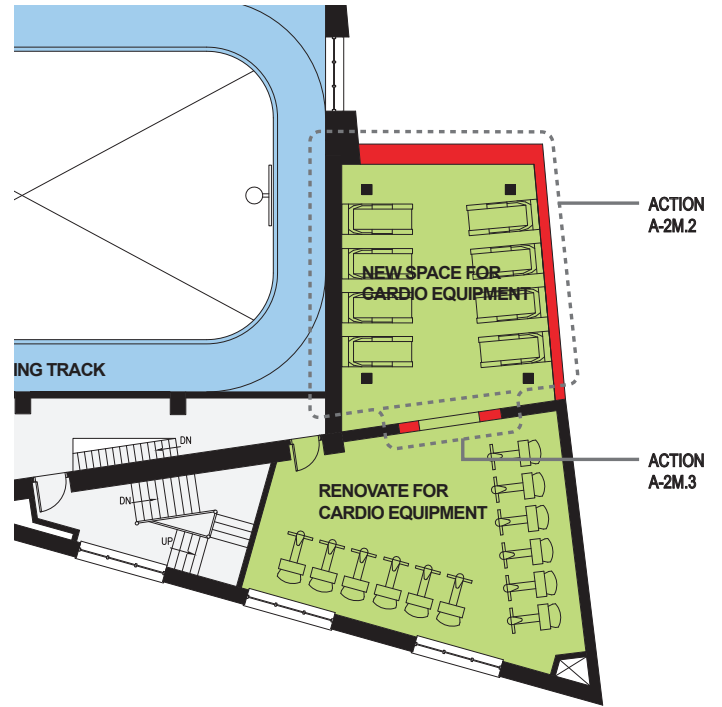 ACTION
A-2M.2
NEW SPACE FOR
CARDIO EQUIPMENT
ING TRACK
DN
ACTION
A-2M.3
RENOVATE FOR
CARDIO EQUIPMENT
DN
UP